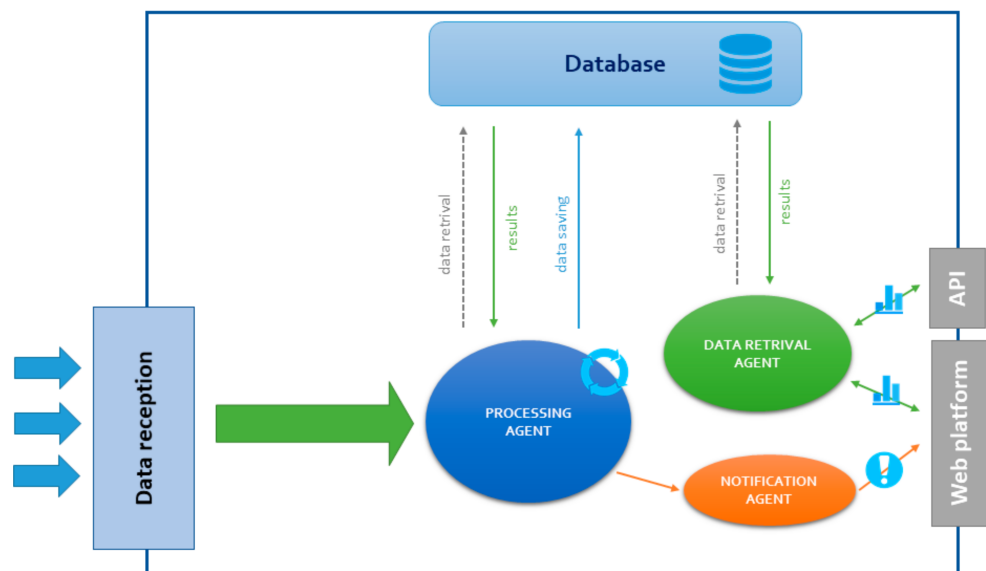 Database
data retrival
results
data saving
data retrival
results
API
Data reception
DATA RETRIVAL
AGENT
PROCESSING
AGENT
Web platform
NOTIFICATION
AGENT